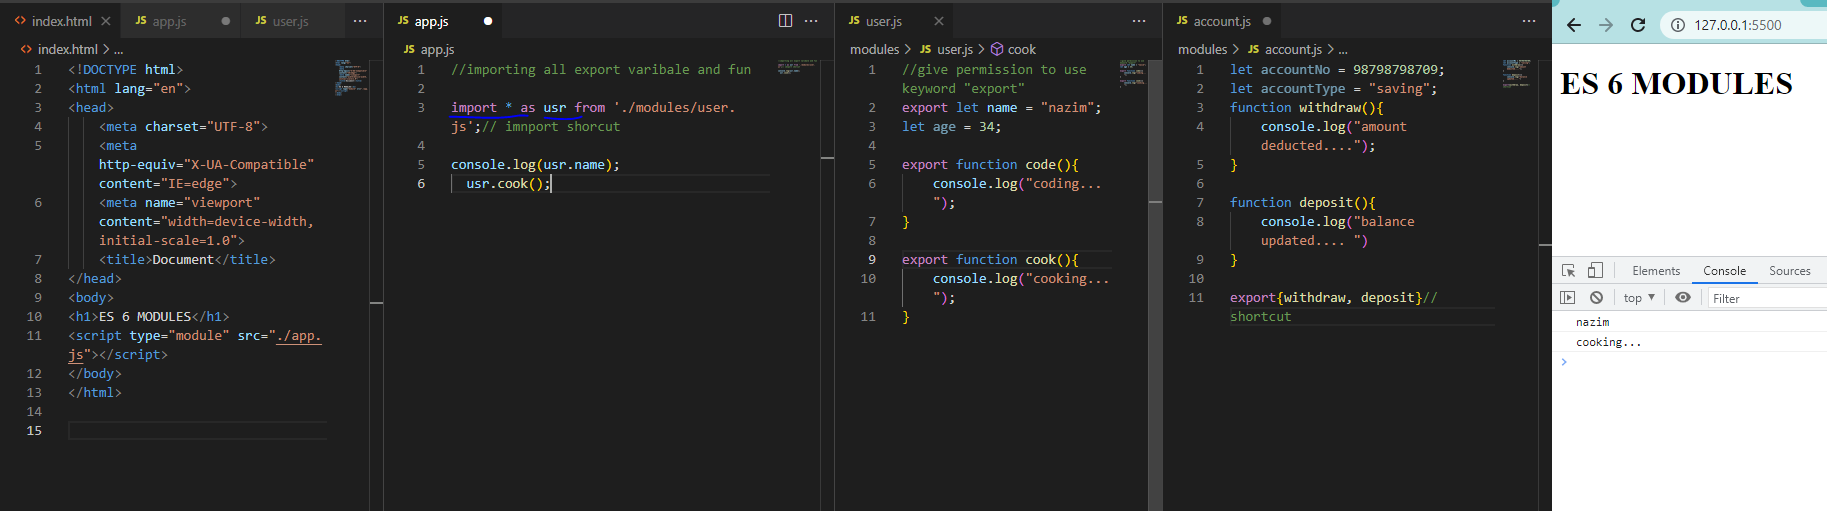 index.html
JS app.js
JS user.js
...
index.html > ...
1 <!DOCTYPE html>
2 <html lang="en">
3 <head>
4 <meta charset="UTF-8">
5 <meta
http-equiv="X-UA-Compatible"
content="IE=edge">
6 <meta name="viewport"
content="width=device-width,
initial-scale=1.0">
7 <title>Document</title>
8 </head>
9 <body>
10 <h1>ES 6 MODULES</h1>
11 <script type="module" src="./app.
js"></script>
12 </body>
13 </html>
14
15
JS app.js
...
JS app.js
1 //importing all export varibale and fun
2
3 import * as usr from './modules/user.
js';// imnport shorcut
4
5 console.log(usr.name);
6 usr.cook();
JS user.js
...
modules > JS user.js > cook
1 //give permission to use
keyword "export"
2 export let name = "nazim";
3 let age = 34;
4
5 export function code(){
6 console.log("coding...
");
7 }
8
9 export function cook(){
10 console.log("cooking...
");
11 }
JS account.js
...
modules > JS account.js > ...
1 let accountNo = 98798798709;
2 let accountType = "saving";
3 function withdraw(){
4 console.log("amount
deducted....");
5 }
6
7 function deposit(){
8 console.log("balance
updated.... ")
9 }
10
11 export{withdraw, deposit}//
shortcut
127.0.0.1:5500
ES 6 MODULES
Elements Console Sources
top Filter
nazim
cooking...
>